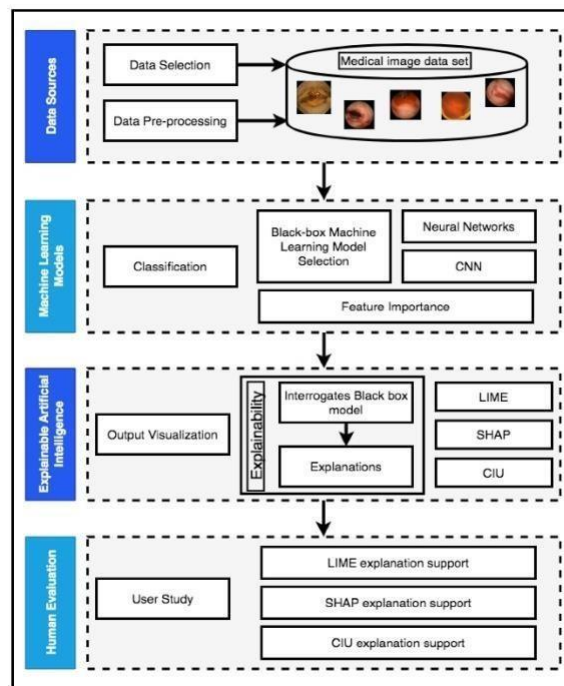 Data Sources
Data Selection
Data Pre-processing
Medical image data set
Machine Learning
Models
Classification
Black-box Machine
Learning Model
Selection
Neural Networks
CNN
Feature Importance
Explainable Artificial
Intelligence
Output Visualization
Explainability
Interrogates Black box
model
Explanations
LIME
SHAP
CIU
Human Evaluation
User Study
LIME explanation support
SHAP explanation support
CIU explanation support